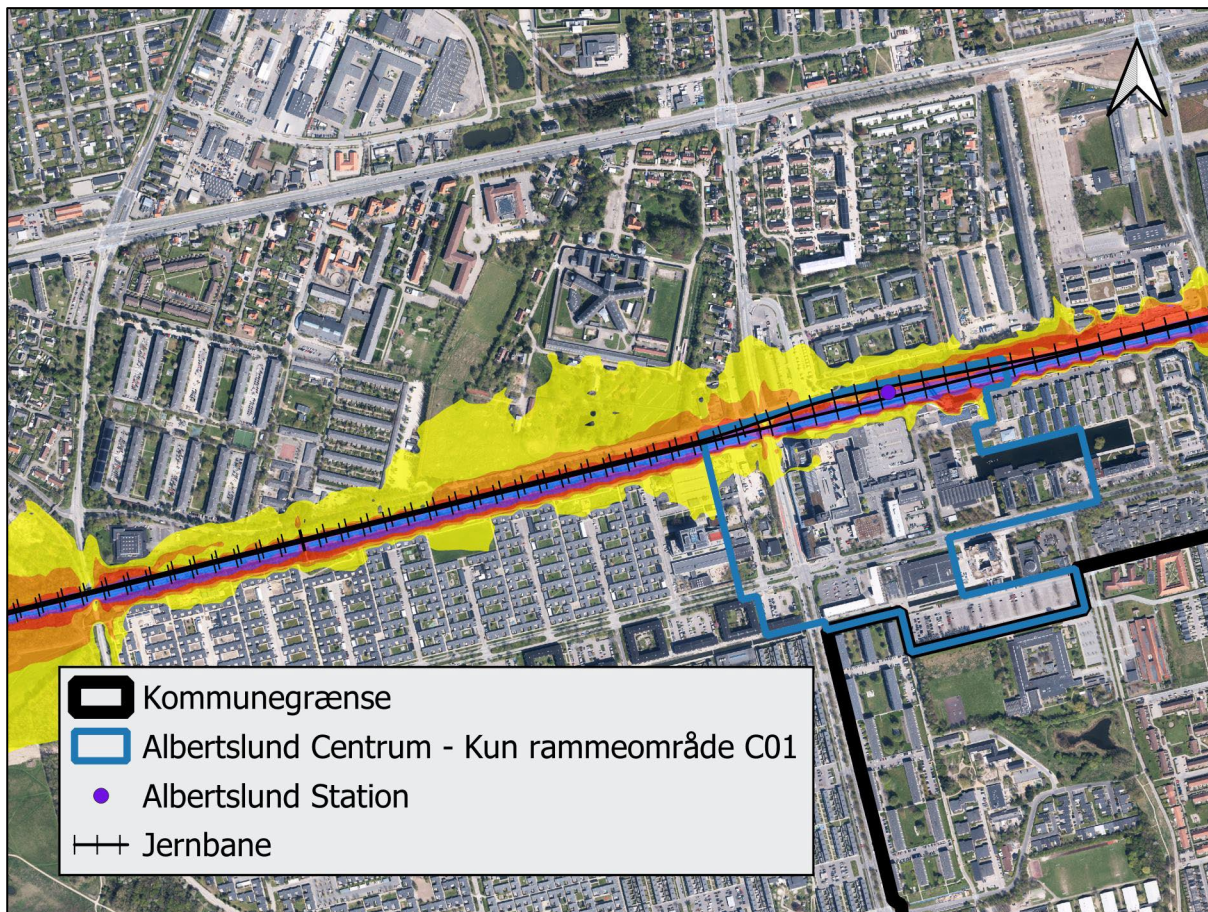 Kommunegrænse
Albertslund Centrum - Kun rammeområde C01
Albertslund Station
Jernbane